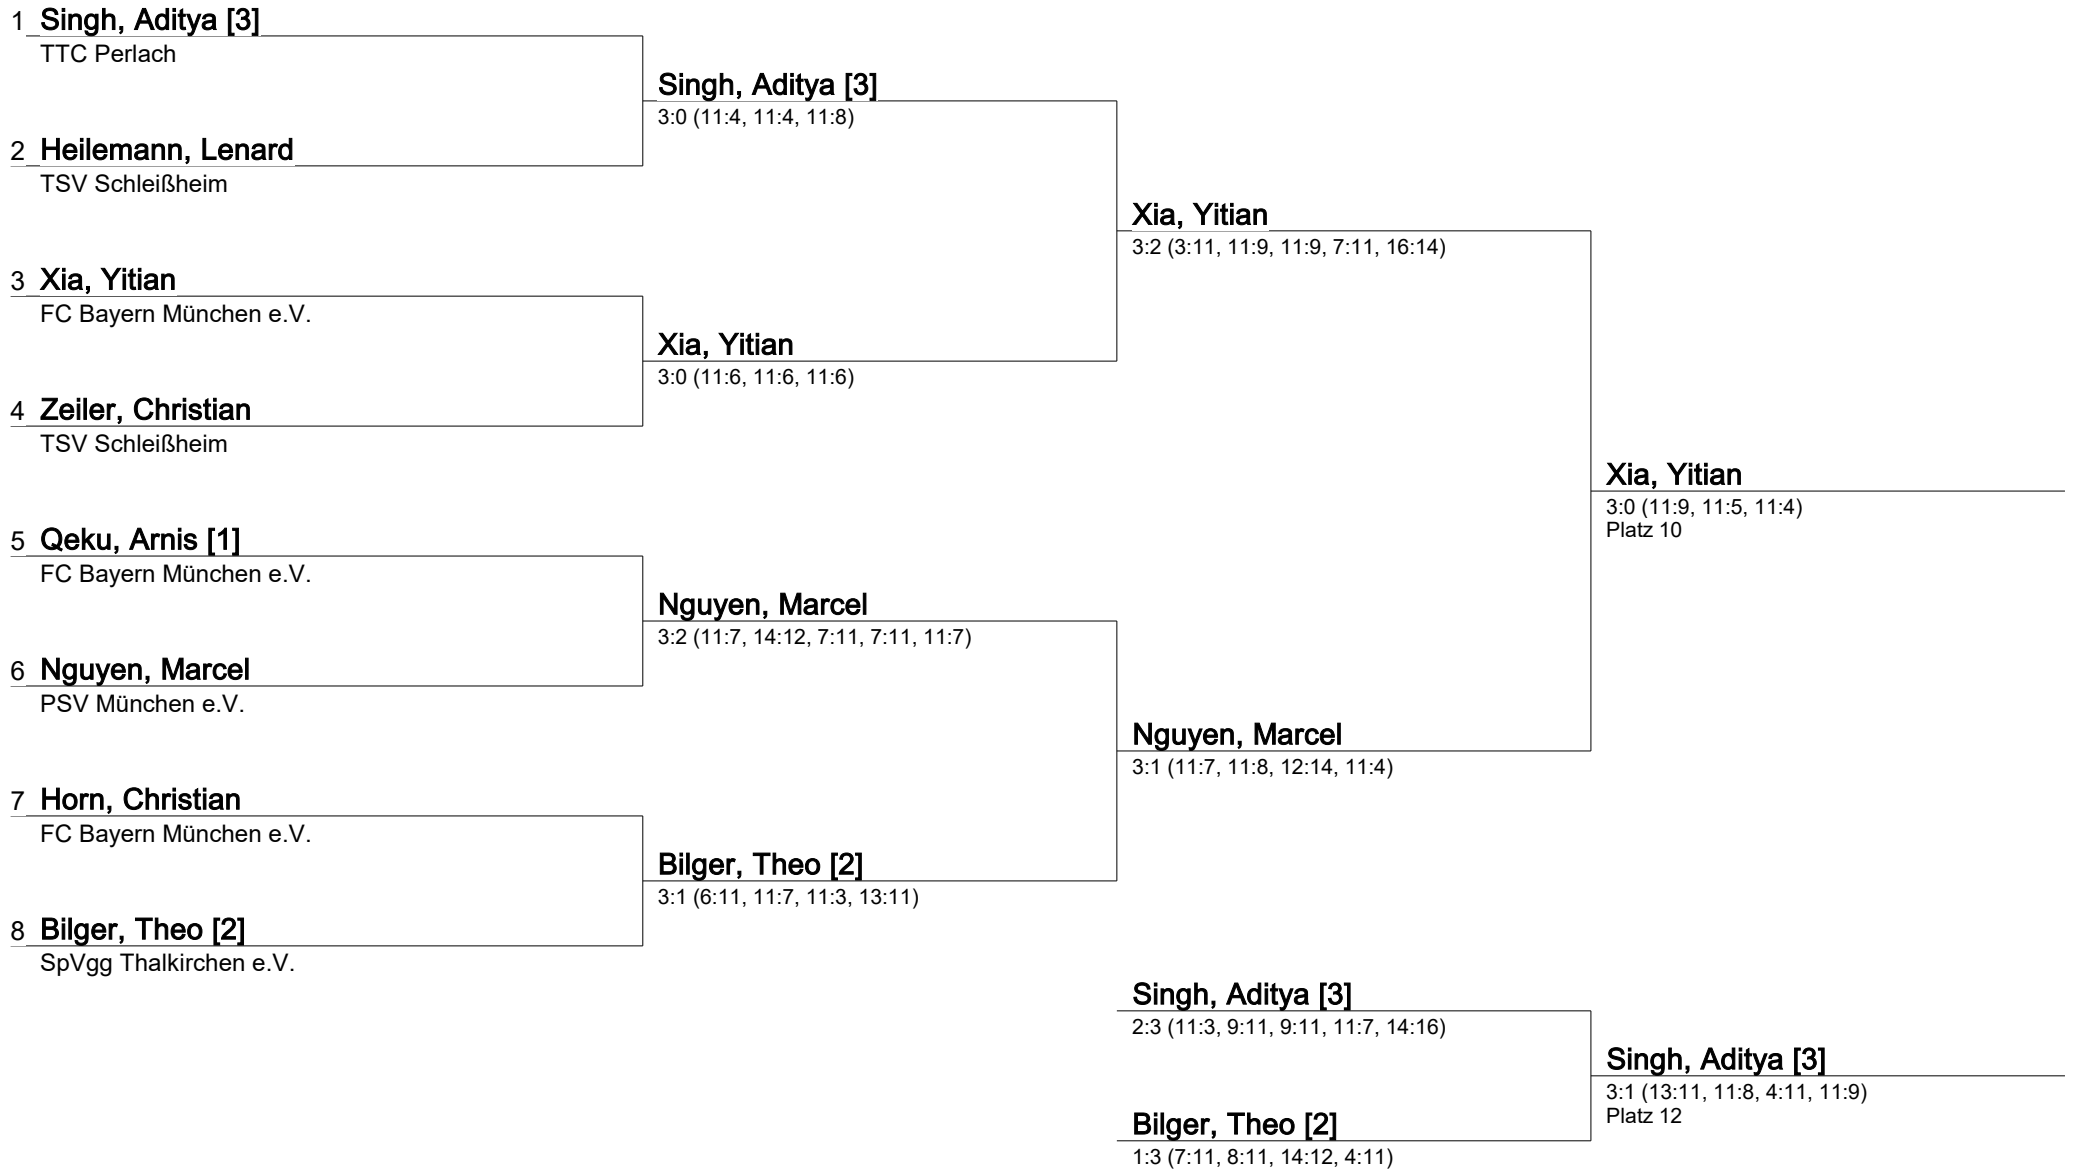 1 Singh, Aditya [3]
TTC Perlach
Singh, Aditya [3]
3:0 (11:4, 11:4, 11:8)
2 Heilemann, Lenard
TSV Schleißheim
Xia, Yitian
3:2 (3:11, 11:9, 11:9, 7:11, 16:14)
3 Xia, Yitian
FC Bayern München e.V.
Xia, Yitian
3:0 (11:6, 11:6, 11:6)
4 Zeiler, Christian
TSV Schleißheim
Xia, Yitian
3:0 (11:9, 11:5, 11:4)
Platz 10
5 Qeku, Arnis [1]
FC Bayern München e.V.
Nguyen, Marcel
3:2 (11:7, 14:12, 7:11, 7:11, 11:7)
6 Nguyen, Marcel
PSV München e.V.
Nguyen, Marcel
3:1 (11:7, 11:8, 12:14, 11:4)
7 Horn, Christian
FC Bayern München e.V.
Bilger, Theo [2]
3:1 (6:11, 11:7, 11:3, 13:11)
8 Bilger, Theo [2]
SpVgg Thalkirchen e.V.
Singh, Aditya [3]
2:3 (11:3, 9:11, 9:11, 11:7, 14:16)
Singh, Aditya [3]
3:1 (13:11, 11:8, 4:11, 11:9)
Platz 12
Bilger, Theo [2]
1:3 (7:11, 8:11, 14:12, 4:11)